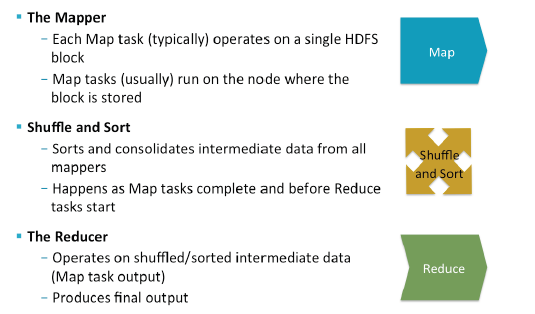 ▪ The Mapper
– Each Map task (typically) operates on a single HDFS
block
– Map tasks (usually) run on the node where the
block is stored
Map
▪ Shuffle and Sort
– Sorts and consolidates intermediate data from all
mappers
– Happens as Map tasks complete and before Reduce
tasks start
Shuffle
and Sort
▪ The Reducer
– Operates on shuffled/sorted intermediate data
(Map task output)
– Produces final output
Reduce